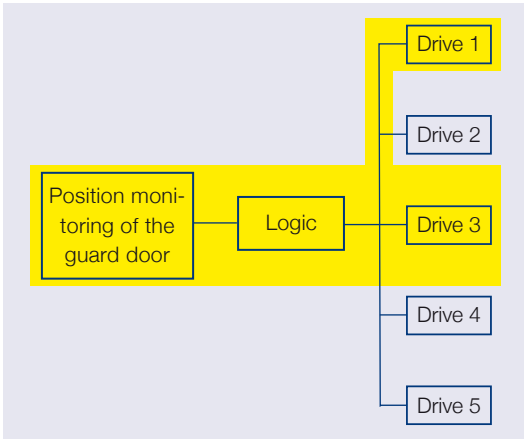 Drive 1
Drive 2
Position moni-
toring of the
guard door
Logic
Drive 3
Drive 4
Drive 5